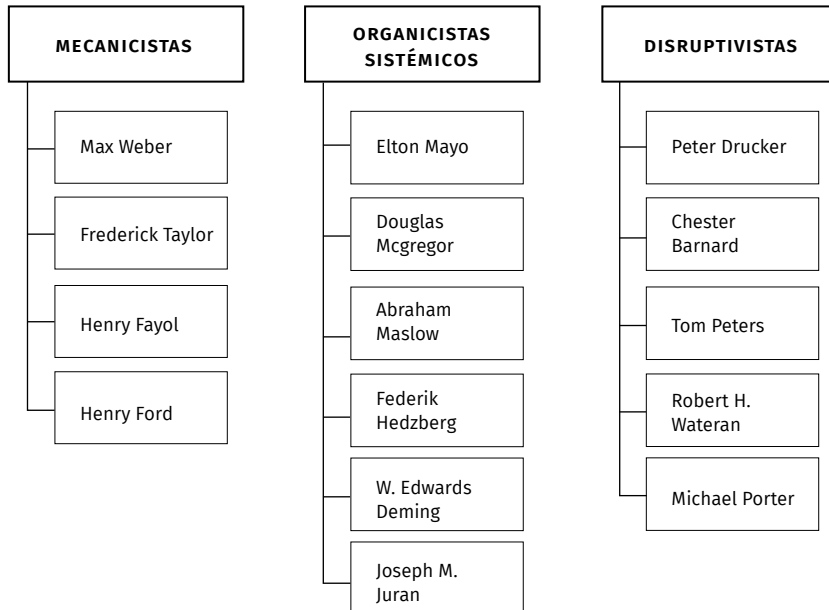 MECANICISTAS
Max Weber
Frederick Taylor
Henry Fayol
Henry Ford
ORGANICISTAS
SISTÉMICOS
Elton Mayo
Douglas
Mcgregor
Abraham
Maslow
Federik
Hedzberg
W. Edwards
Deming
Joseph M.
Juran
DISRUPTIVISTAS
Peter Drucker
Chester
Barnard
Tom Peters
Robert H.
Wateran
Michael Porter